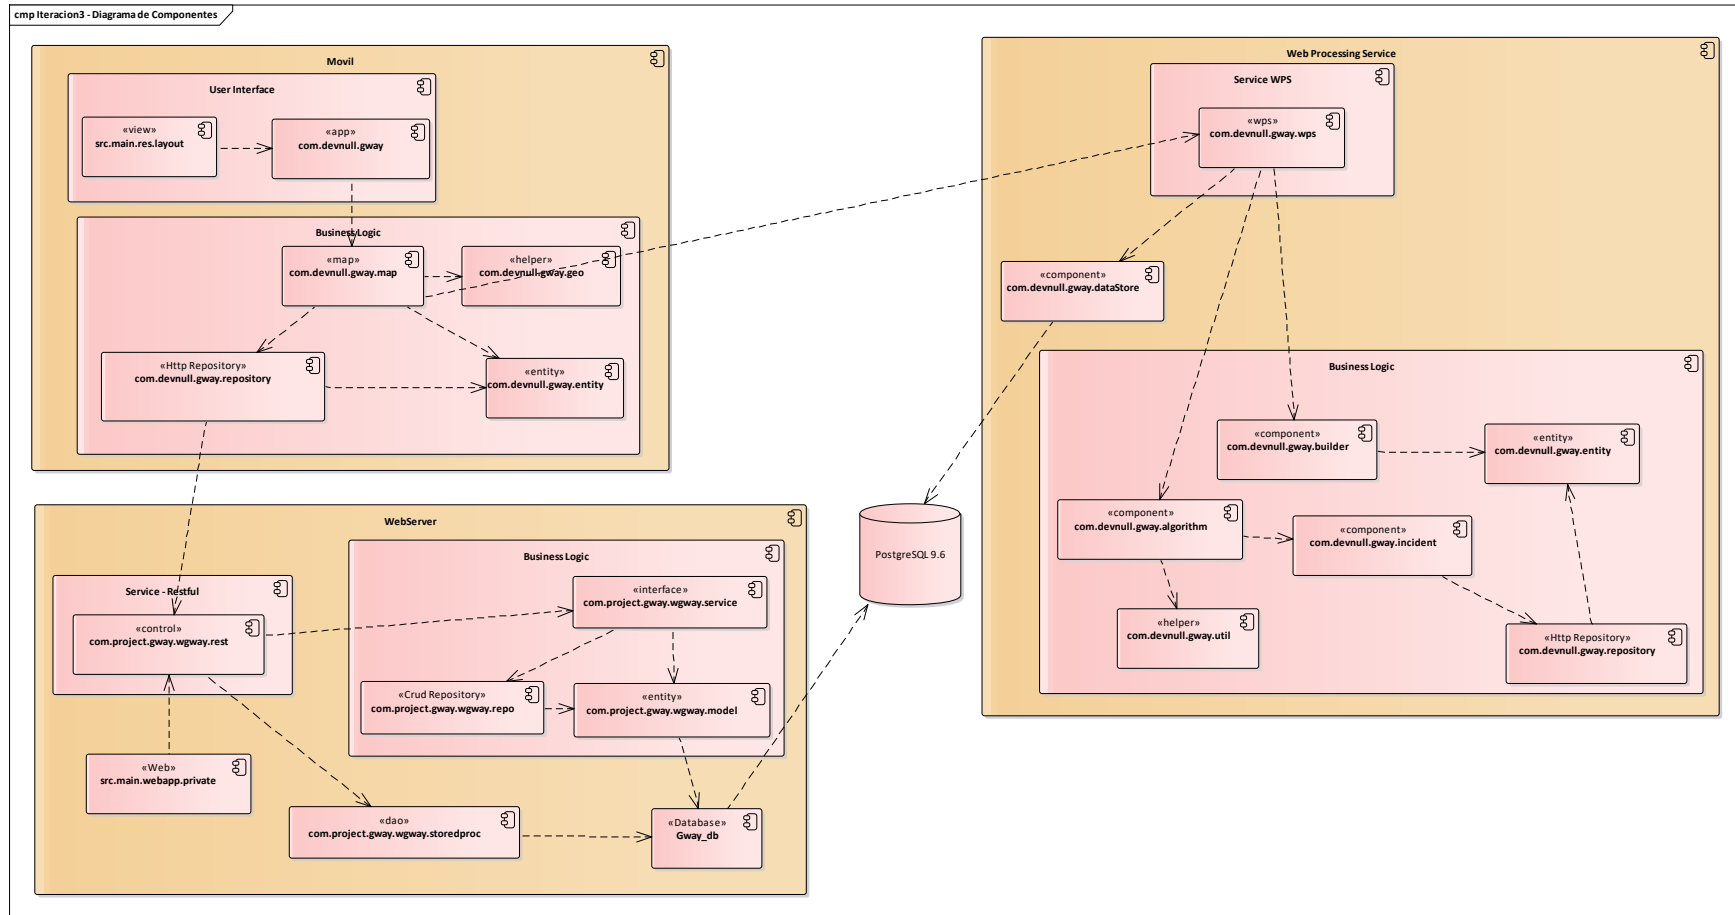 cmp Iteracion3 - Diagrama de Componentes
Movil
User Interface
«view»
src.main.res.layout
«app»
com.devnull.gway
Business Logic
«map»
com.devnull.gway.map
«helper»
com.devnull.gway.geo
«Http Repository»
com.devnull.gway.repository
«entity»
com.devnull.gway.entity
WebServer
Service - Restful
«control»
com.project.gway.wgway.rest
Business Logic
«interface»
com.project.gway.wgway.service
«Crud Repository»
com.project.gway.wgway.repo
«entity»
com.project.gway.wgway.model
«Web»
src.main.webapp.private
«dao»
com.project.gway.wgway.storedproc
«Database»
Gway_db
PostgreSQL 9.6
Web Processing Service
Service WPS
«wps»
com.devnull.gway.wps
«component»
com.devnull.gway.dataStore
Business Logic
«component»
com.devnull.gway.builder
«entity»
com.devnull.gway.entity
«component»
com.devnull.gway.algorithm
«component»
com.devnull.gway.incident
«helper»
com.devnull.gway.util
«Http Repository»
com.devnull.gway.repository